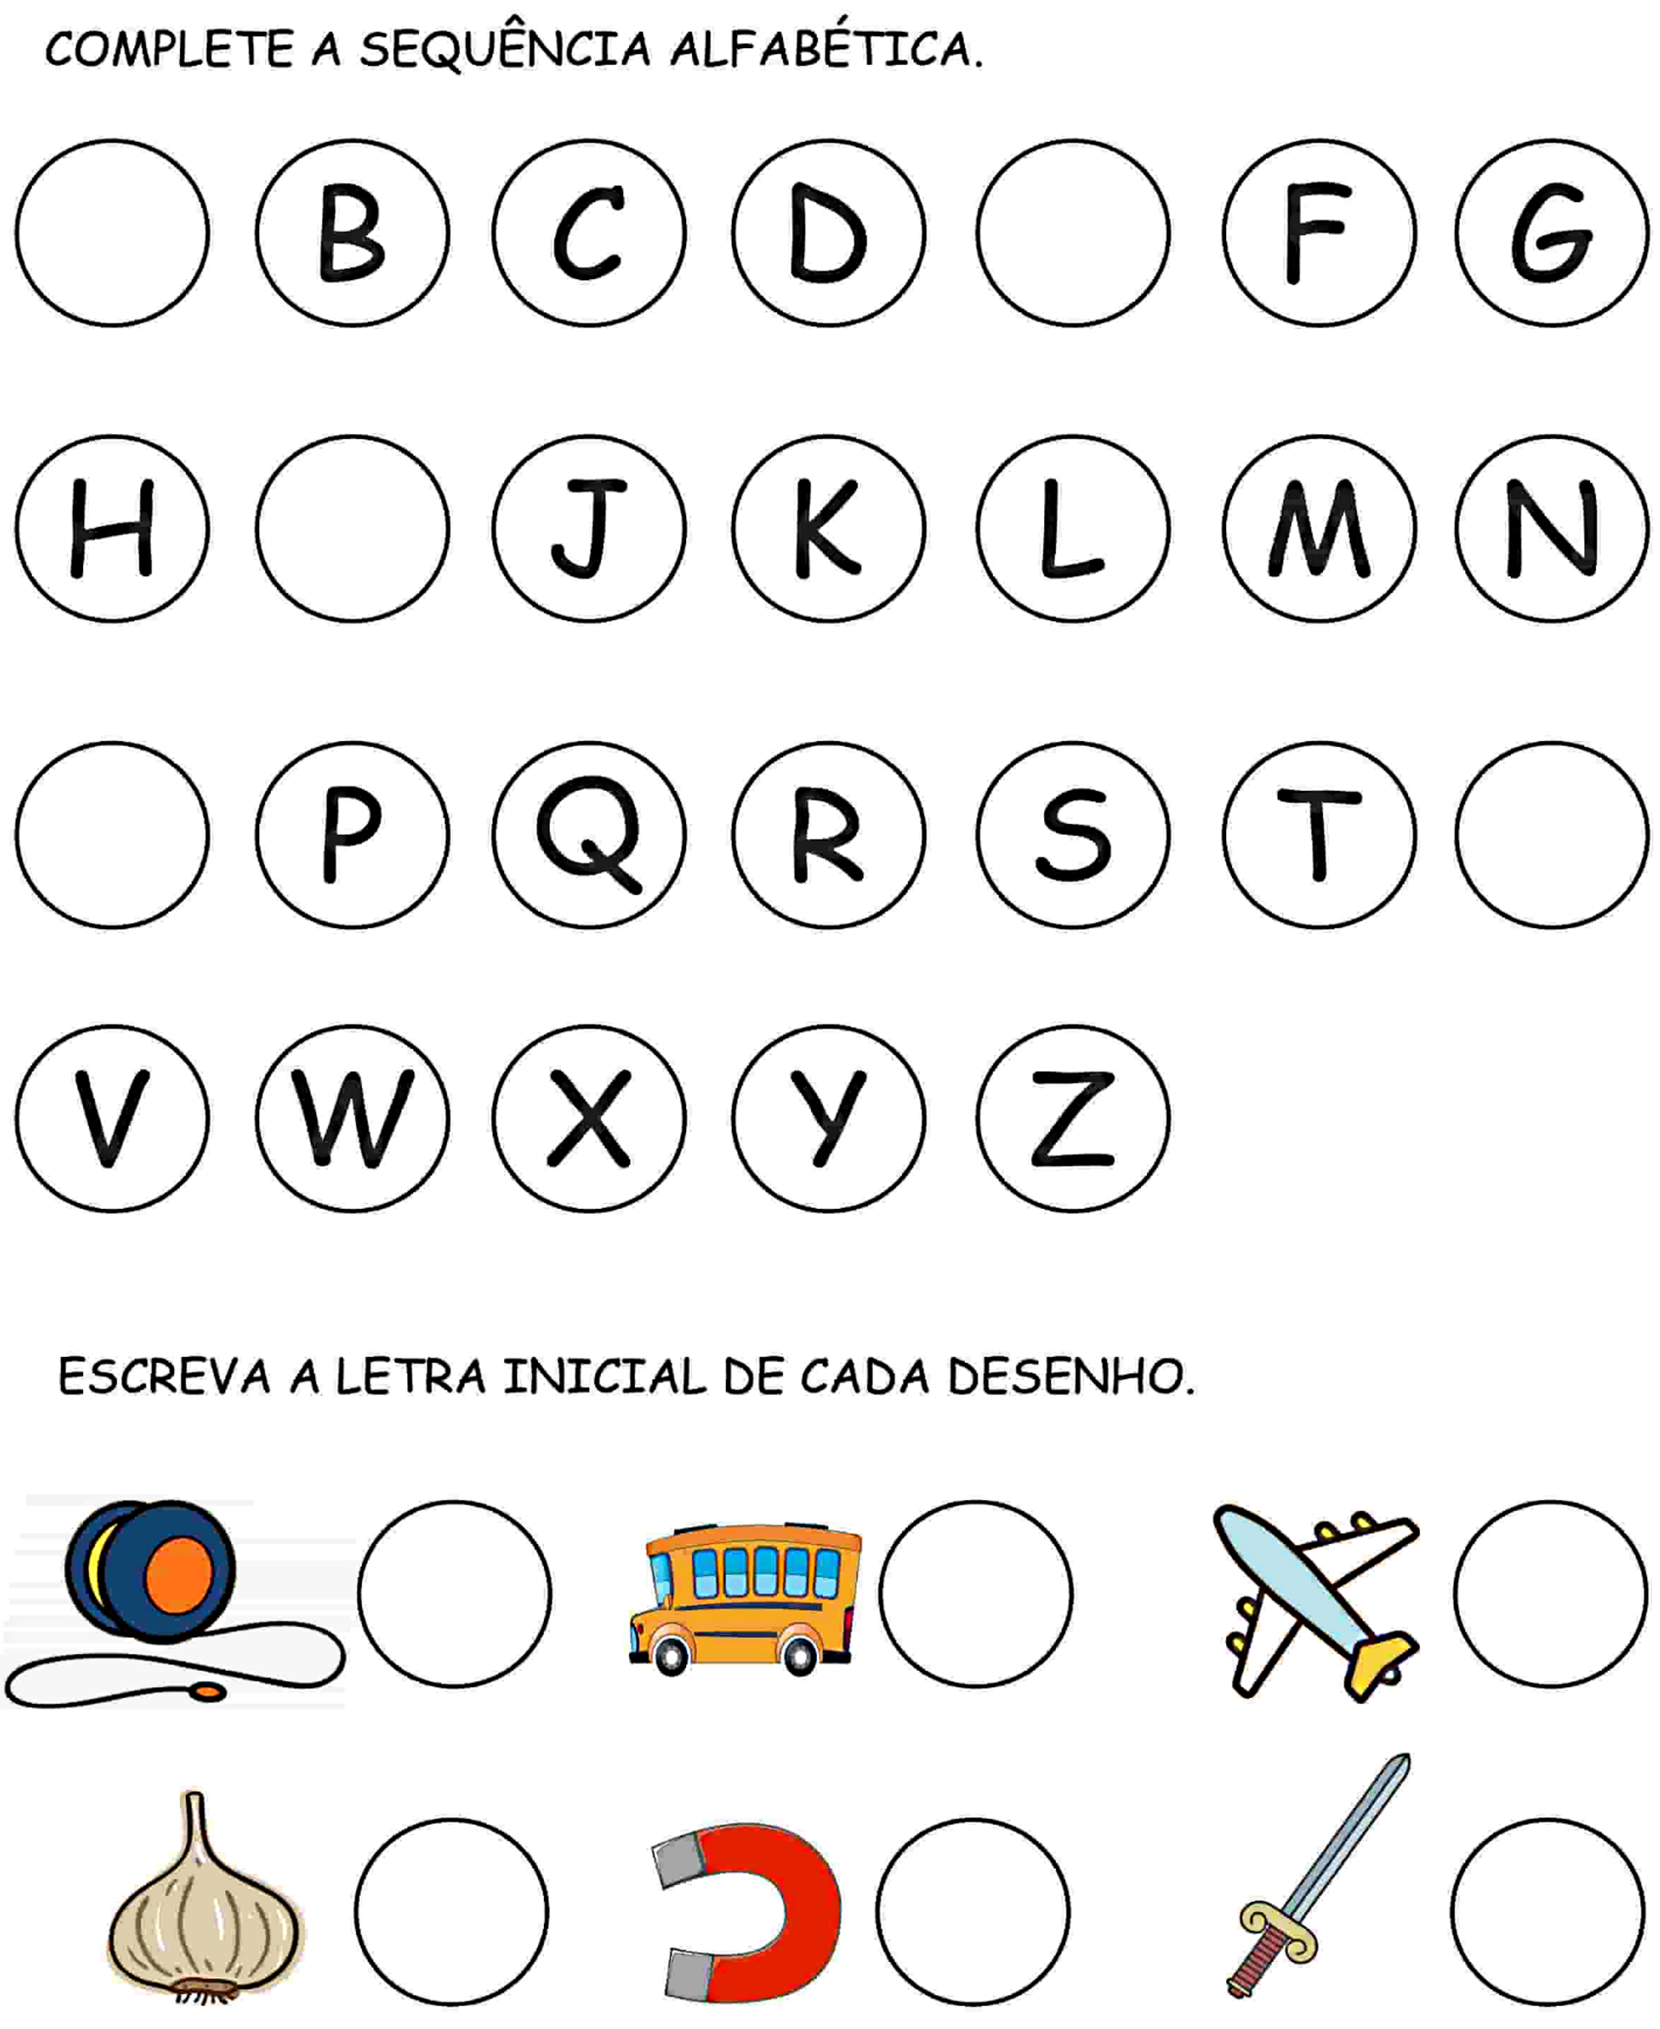 COMPLETE A SEQUÊNCIA ALFABÉTICA.
B C D F G
H J K L M N
P Q R S T
V W X Y Z
ESCREVA A LETRA INICIAL DE CADA DESENHO.